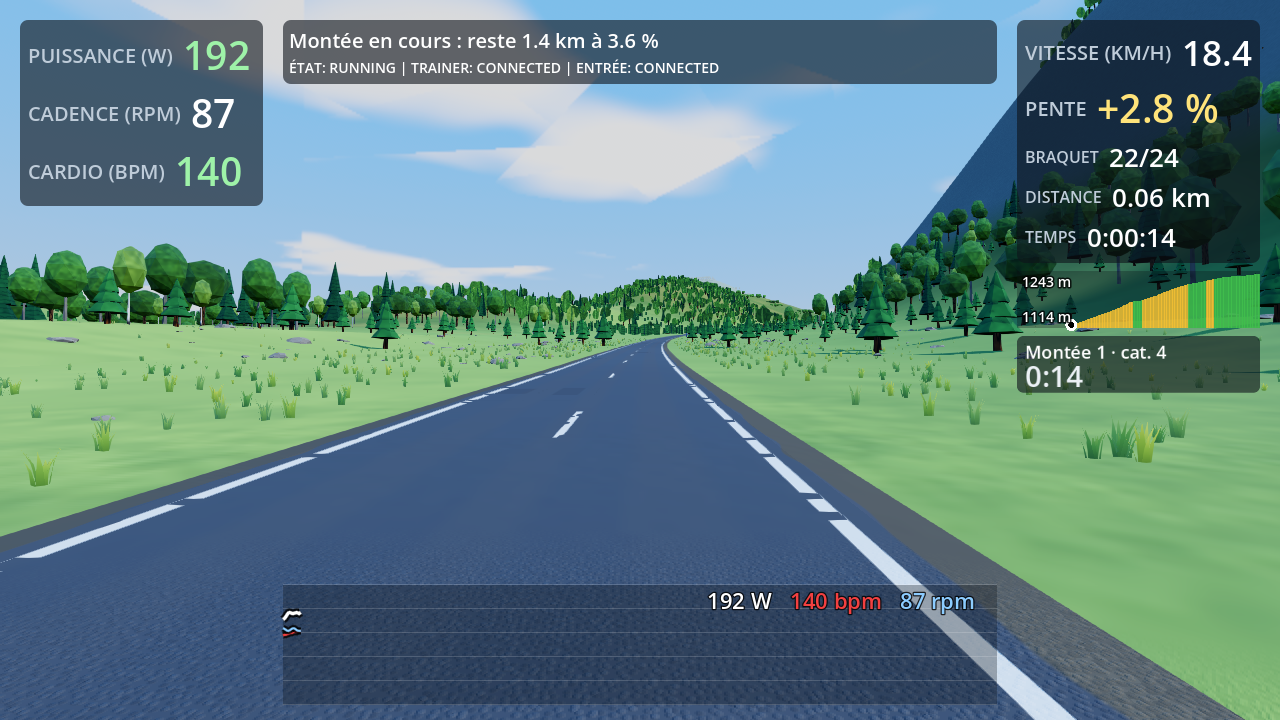 PUISSANCE (W) 192
CADENCE (RPM) 87
CARDIO (BPM) 140
Montée en cours : reste 1.4 km à 3.6 %
ÉTAT: RUNNING | TRAINER: CONNECTED | ENTRÉE: CONNECTED
VITESSE (KM/H) 18.4
PENTE +2.8 %
BRAQUET 22/24
DISTANCE 0.06 km
TEMPS 0:00:14
1243 m
1114 m
Montée 1 · cat. 4
0:14
192 W 140 bpm 87 rpm